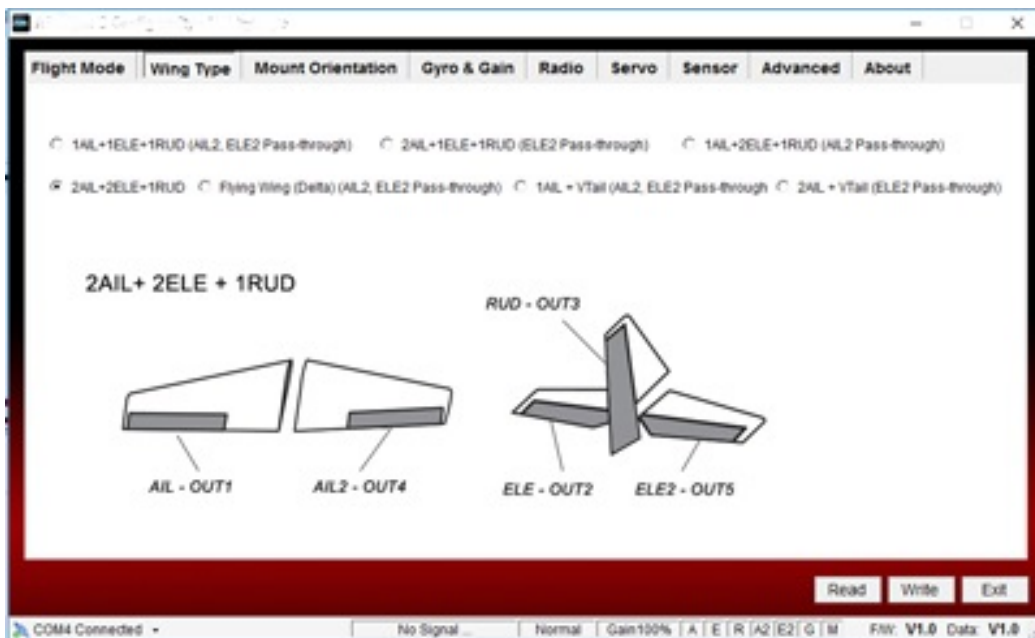 Flight Mode Wing Type Mount Orientation Gyro & Gain Radio Servo Sensor Advanced About
1AIL+1ELE+1RUD (AIL2, ELE2 Pass-through) 2AIL+1ELE+1RUD (ELE2 Pass-through) 1AIL+2ELE+1RUD (AIL2 Pass-through)
2AIL+2ELE+1RUD Flying Wing (Delta) (AIL2, ELE2 Pass-through) 1AIL + VTail (AIL2, ELE2 Pass-through 2AIL + VTail (ELE2 Pass-through)
2AIL+ 2ELE + 1RUD
RUD - OUT3
AIL - OUT1 AIL2 - OUT4 ELE - OUT2 ELE2 - OUT5
Read Write Exit
COM4 Connected No Signal ... Normal Gain100% A E R A2 E2 G M F/W: V1.0 Data: V1.0